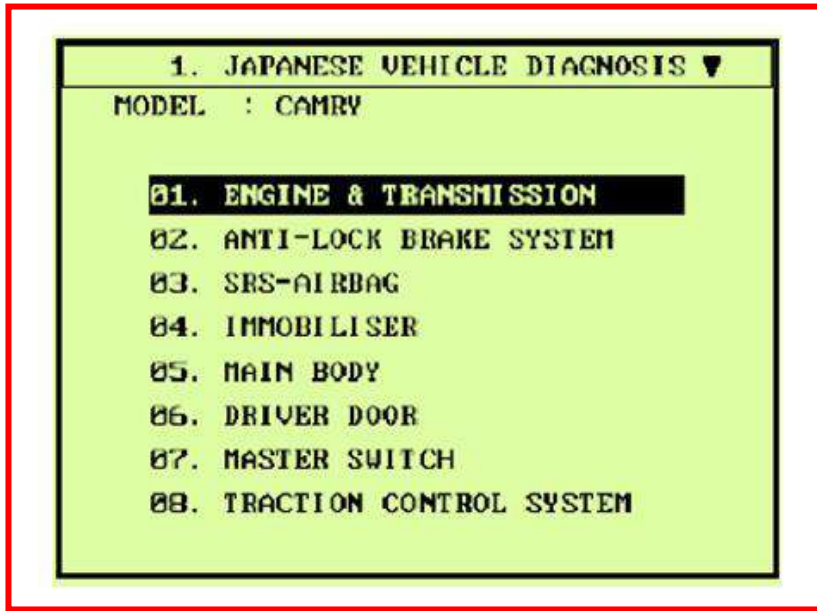 1. JAPANESE VEHICLE DIAGNOSIS ▼
MODEL : CAMRY
01. ENGINE & TRANSMISSION
02. ANTI-LOCK BRAKE SYSTEM
03. SRS-AIRBAG
04. IMMOBILISER
05. MAIN BODY
06. DRIVER DOOR
07. MASTER SWITCH
08. TRACTION CONTROL SYSTEM